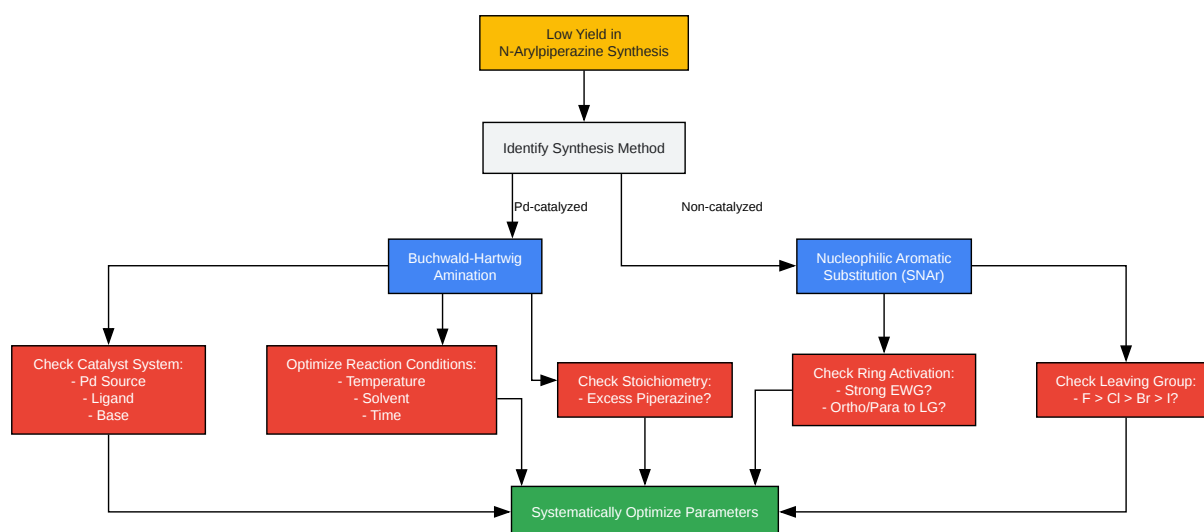 Low Yield in
N-Arylpiperazine Synthesis
Identify Synthesis Method
Pd-catalyzed
Non-catalyzed
Buchwald-Hartwig
Amination
Nucleophilic Aromatic
Substitution (SNAr)
Check Catalyst System:
- Pd Source
- Ligand
- Base
Optimize Reaction Conditions:
- Temperature
- Solvent
- Time
Check Stoichiometry:
- Excess Piperazine?
Check Ring Activation:
- Strong EWG?
- Ortho/Para to LG?
Check Leaving Group:
- F > Cl > Br > I?
Systematically Optimize Parameters